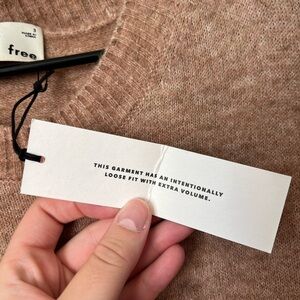 free
THIS GARMENT HAS AN INTENTIONALLY
LOOSE FIT WITH EXTRA VOLUME.